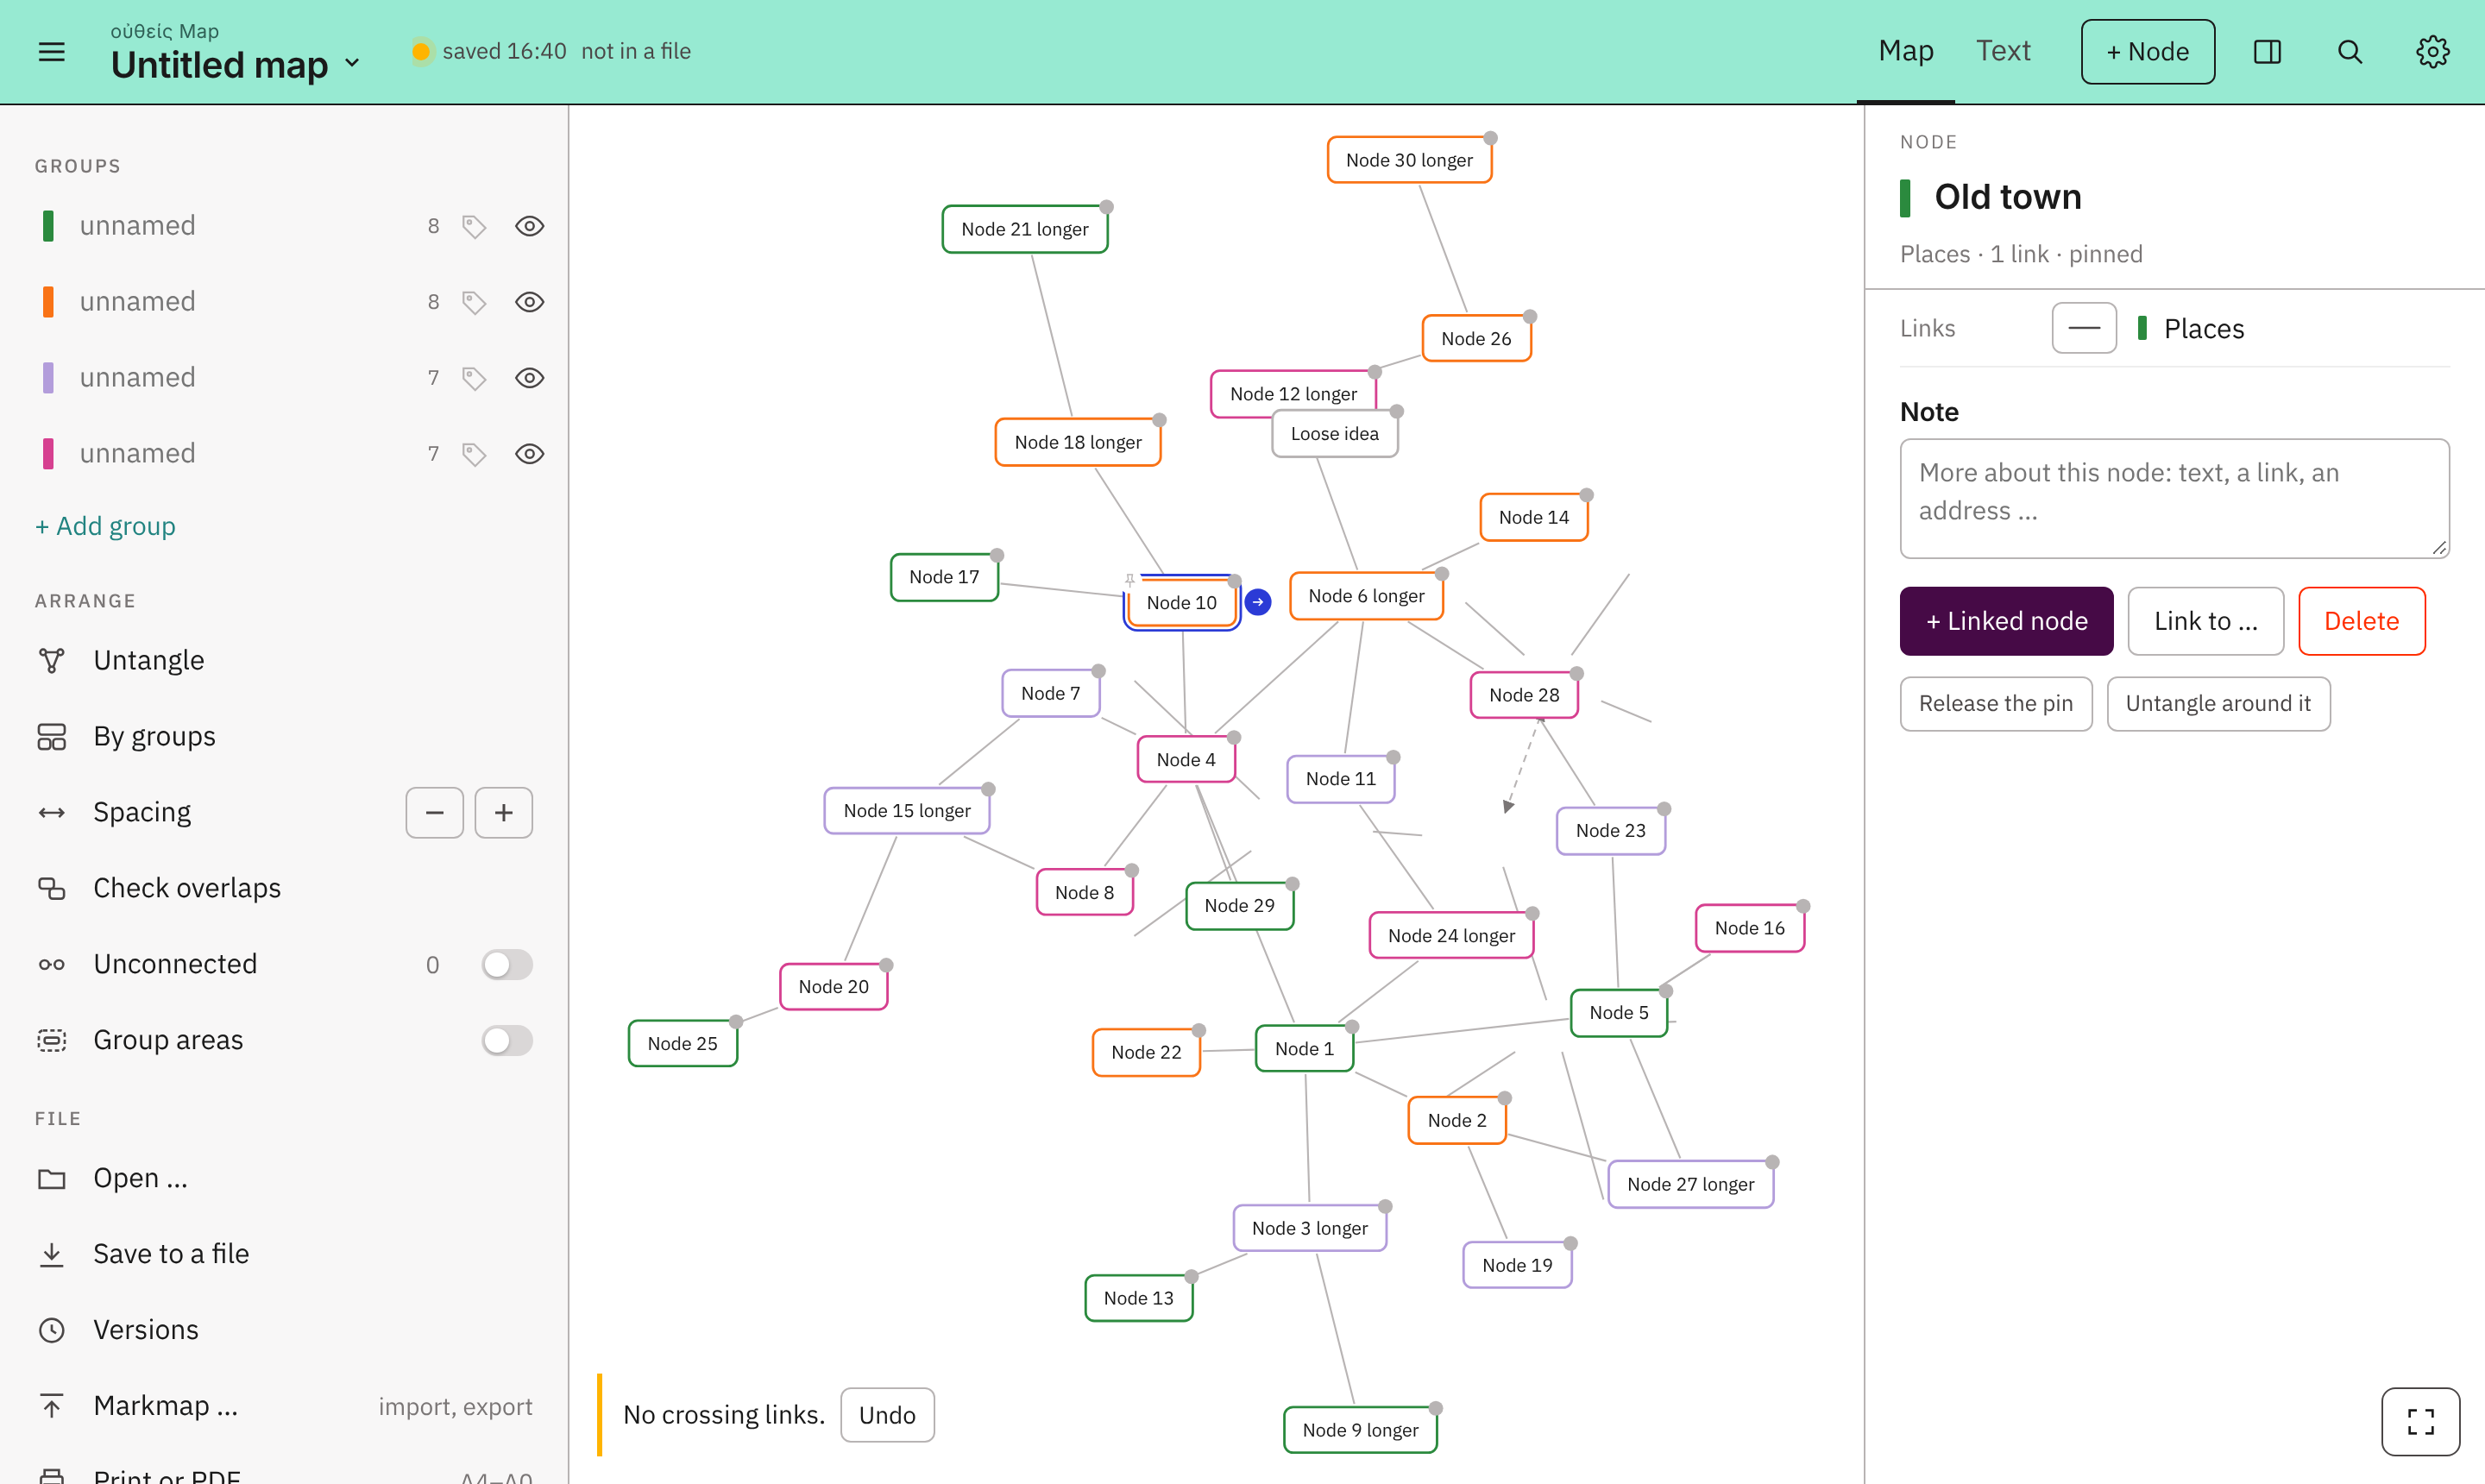 οὐθείς Map
Untitled map
saved 16:40 not in a file
Map Text + Node
GROUPS
unnamed 8
unnamed 8
unnamed 7
unnamed 7
+ Add group
ARRANGE
Untangle
By groups
Spacing − +
Check overlaps
Unconnected 0
Group areas
FILE
Open ...
Save to a file
Versions
Markmap ... import, export
Print or PDF A4–A0
Node 30 longer
Node 21 longer
Node 26
Node 12 longer
Loose idea
Node 18 longer
Node 14
Node 17
Node 10
Node 6 longer
Node 7
Node 28
Node 4
Node 11
Node 15 longer
Node 23
Node 8
Node 29
Node 24 longer
Node 16
Node 20
Node 5
Node 25
Node 22
Node 1
Node 2
Node 27 longer
Node 3 longer
Node 19
Node 13
Node 9 longer
No crossing links. Undo
NODE
Old town
Places · 1 link · pinned
Links — Places
Note
More about this node: text, a link, an
address ...
+ Linked node Link to ... Delete
Release the pin Untangle around it